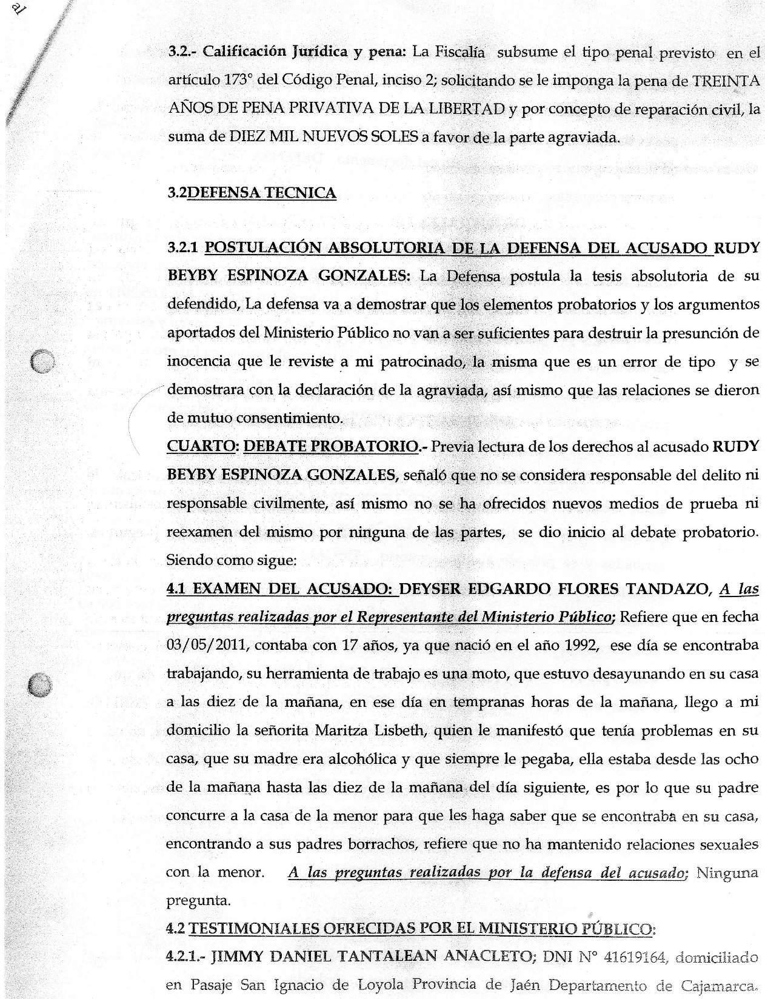 al
3.2.- Calificación Jurídica y pena: La Fiscalía subsume el tipo penal previsto en el
artículo 173° del Código Penal, inciso 2; solicitando se le imponga la pena de TREINTA
AÑOS DE PENA PRIVATIVA DE LA LIBERTAD y por concepto de reparación civil, la
suma de DIEZ MIL NUEVOS SOLES a favor de la parte agraviada.
3.2DEFENSA TECNICA
3.2.1 POSTULACIÓN ABSOLUTORIA DE LA DEFENSA DEL ACUSADO RUDY
BEYBY ESPINOZA GONZALES: La Defensa postula la tesis absolutoria de su
defendido, La defensa va a demostrar que los elementos probatorios y los argumentos
aportados del Ministerio Público no van a ser suficientes para destruir la presunción de
inocencia que le reviste a mi patrocinado, la misma que es un error de tipo y se
demostrara con la declaración de la agraviada, así mismo que las relaciones se dieron
de mutuo consentimiento.
CUARTO: DEBATE PROBATORIO.- Previa lectura de los derechos al acusado RUDY
BEYBY ESPINOZA GONZALES, señaló que no se considera responsable del delito ni
responsable civilmente, así mismo no se ha ofrecidos nuevos medios de prueba ni
reexamen del mismo por ninguna de las partes, se dio inicio al debate probatorio.
Siendo como sigue:
4.1 EXAMEN DEL ACUSADO: DEYSER EDGARDO FLORES TANDAZO, A las
preguntas realizadas por el Representante del Ministerio Público; Refiere que en fecha
03/05/2011, contaba con 17 años, ya que nació en el año 1992, ese día se encontraba
trabajando, su herramienta de trabajo es una moto, que estuvo desayunando en su casa
a las diez de la mañana, en ese día en tempranas horas de la mañana, llego a mi
domicilio la señorita Maritza Lisbeth, quien le manifestó que tenía problemas en su
casa, que su madre era alcohólica y que siempre le pegaba, ella estaba desde las ocho
de la mañana hasta las diez de la mañana del día siguiente, es por lo que su padre
concurre a la casa de la menor para que les haga saber que se encontraba en su casa,
encontrando a sus padres borrachos, refiere que no ha mantenido relaciones sexuales
con la menor. A las preguntas realizadas por la defensa del acusado; Ninguna
pregunta.
4.2 TESTIMONIALES OFRECIDAS POR EL MINISTERIO PÚBLICO:
4.2.1.- JIMMY DANIEL TANTALEAN ANACLETO; DNI N° 41619164, domiciliado
en Pasaje San Ignacio de Loyola Provincia de Jaén Departamento de Cajamarca.